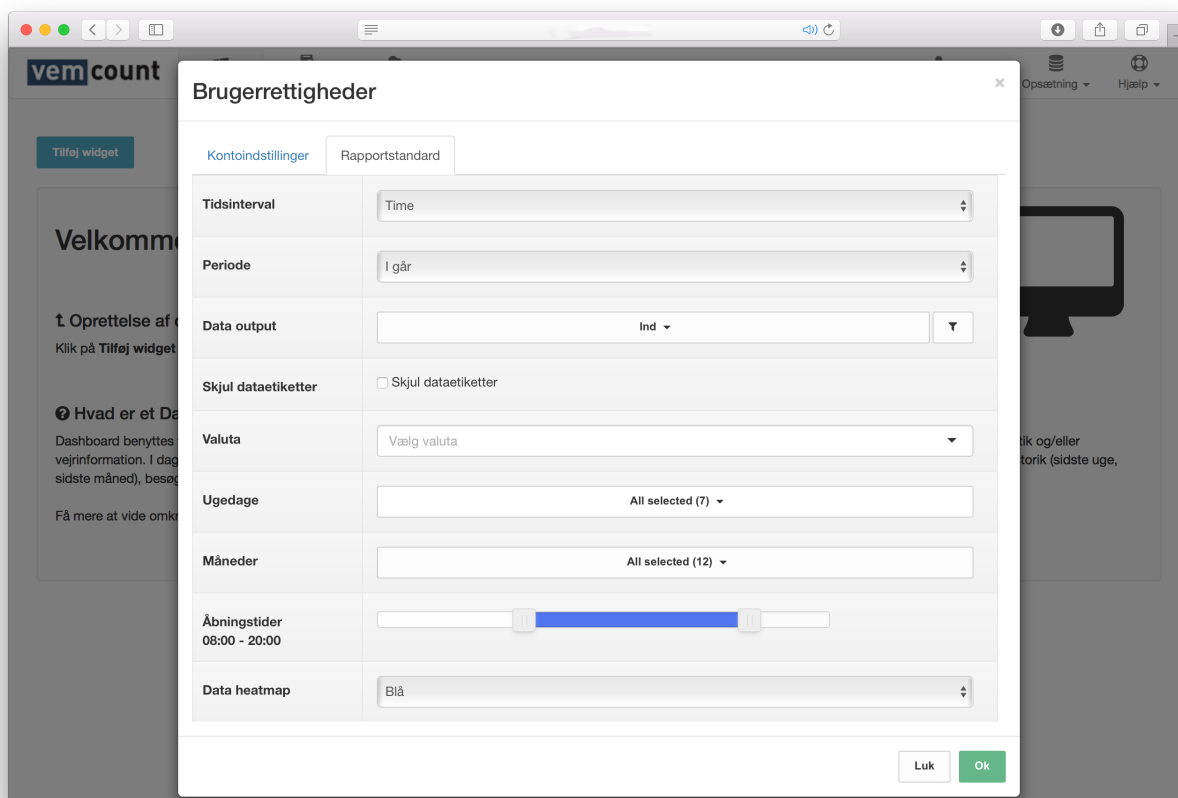 vemcount
Opsætning
Hjælp
Brugerrettigheder
×
Tilføj widget
Kontoindstillinger
Rapportstandard
Tidsinterval
Time
Periode
I går
Data output
Ind
Skjul dataetiketter
Skjul dataetiketter
Valuta
Vælg valuta
Ugedage
All selected (7)
Måneder
All selected (12)
Åbningstider
08:00 - 20:00
Data heatmap
Blå
Luk
Ok
Oprettelse af
Klik på Tilføj widget
Hvad er et
Dashboard benyttes
tik og/eller
vejrinformation. I dag
torik (sidste uge,
sidste måned), besøg
Få mere at vide omkr